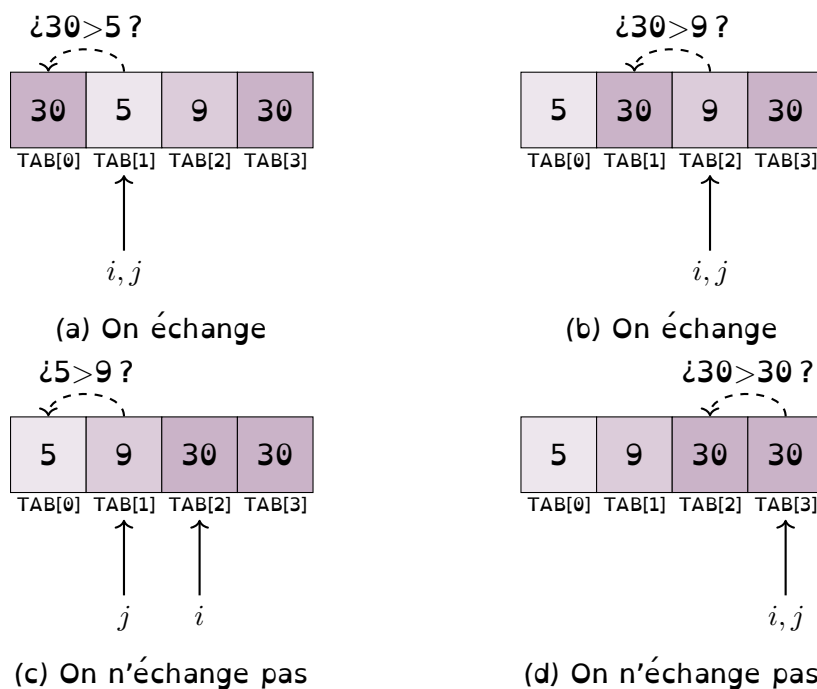 ¿30>5 ?
30 5 9 30
TAB[0] TAB[1] TAB[2] TAB[3]
i, j
(a) On échange
¿30>9 ?
5 30 9 30
TAB[0] TAB[1] TAB[2] TAB[3]
i, j
(b) On échange
¿5>9 ?
5 9 30 30
TAB[0] TAB[1] TAB[2] TAB[3]
j i
(c) On n'échange pas
¿30>30 ?
5 9 30 30
TAB[0] TAB[1] TAB[2] TAB[3]
i, j
(d) On n'échange pas